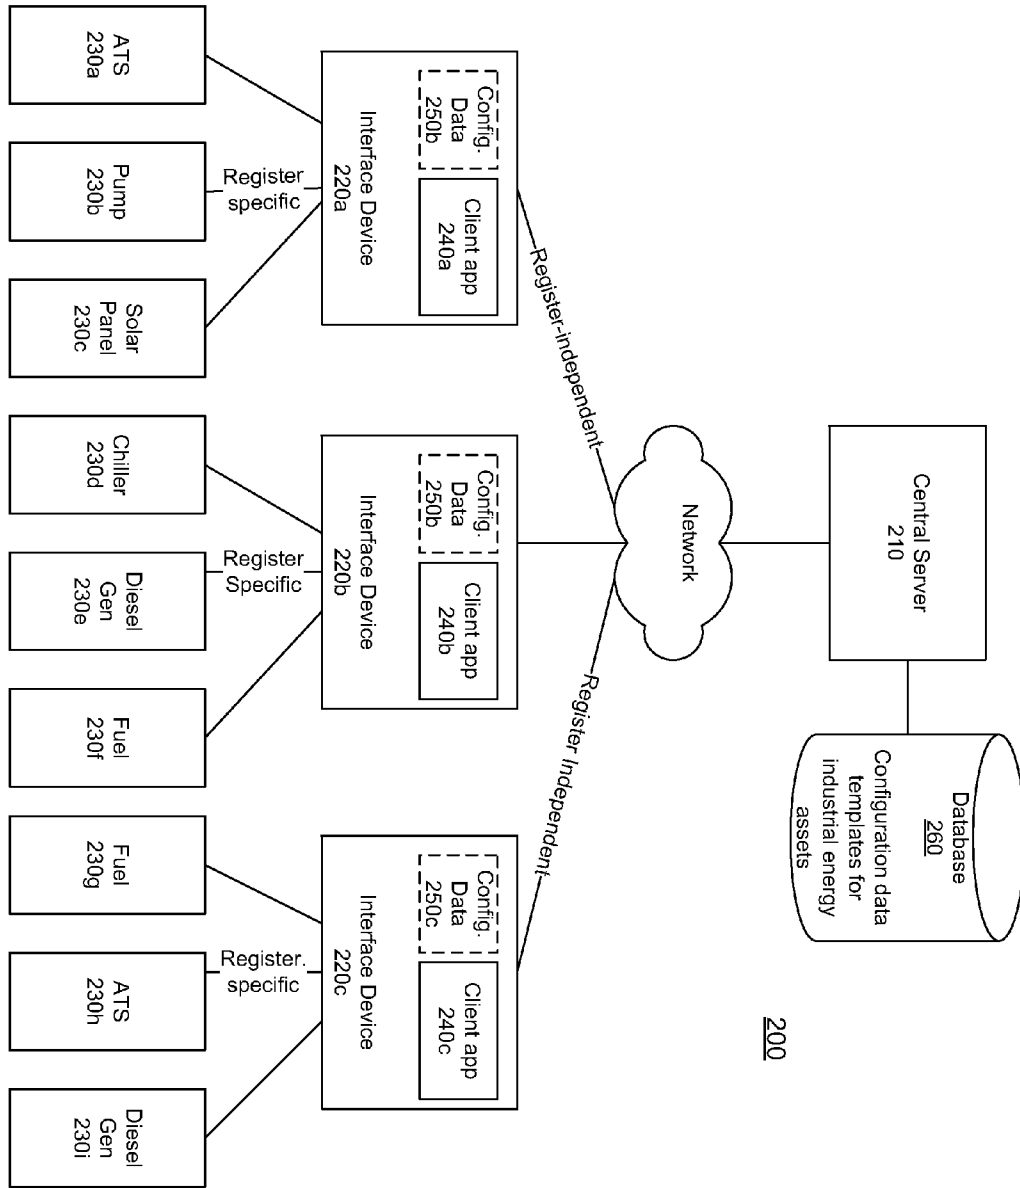 200
Central Server
210
Database
260
Configuration data
templates for
industrial energy
assets
Network
Register-independent
Register Independent
Config.
Data
250b
Client app
240a
Interface Device
220a
Config.
Data
250b
Client app
240b
Interface Device
220b
Config.
Data
250c
Client app
240c
Interface Device
220c
Register
specific
Register
Specific
Register.
specific
ATS
230a
Pump
230b
Solar
Panel
230c
Chiller
230d
Diesel
Gen
230e
Fuel
230f
Fuel
230g
ATS
230h
Diesel
Gen
230i